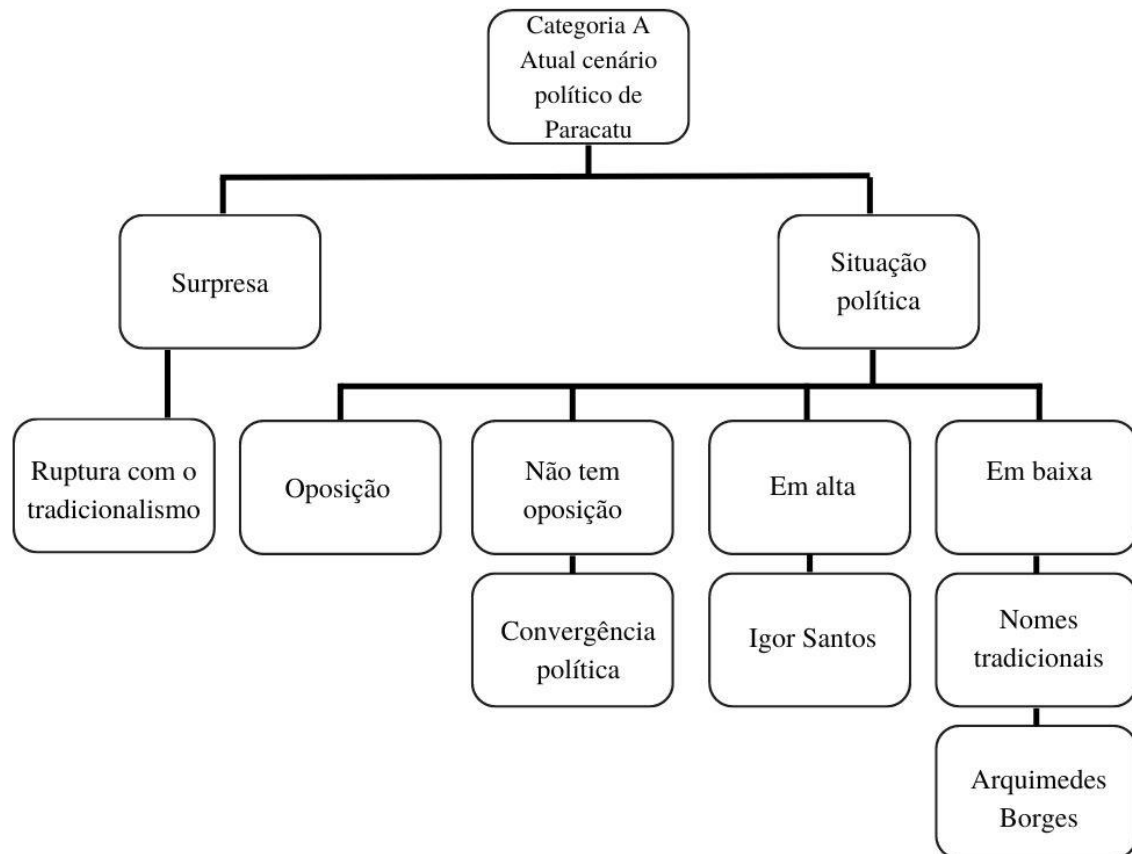 Categoria A
Atual cenário
político de
Paracatu
Surpresa
Situação
política
Ruptura com o
tradicionalismo
Oposição
Não tem
oposição
Em alta
Em baixa
Convergência
política
Igor Santos
Nomes
tradicionais
Arquimedes
Borges